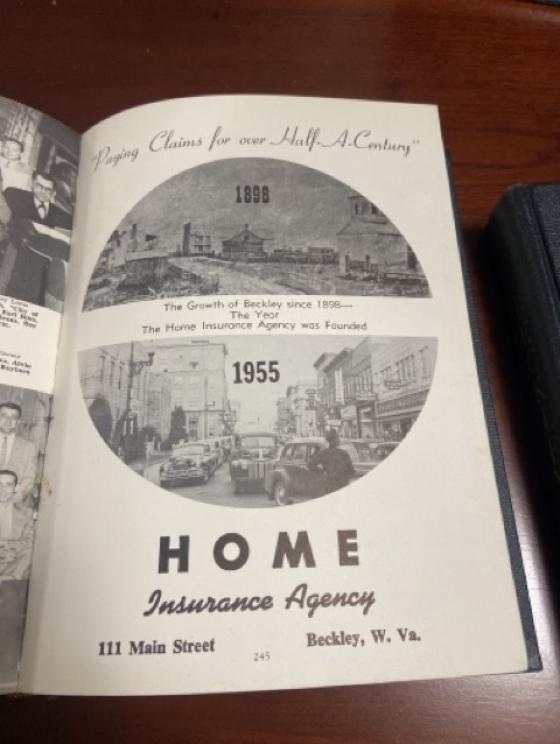 "Paying Claims for over Half-A-Century"
1898
The Growth of Beckley since 1898—
The Year
The Home Insurance Agency was Founded
1955
HOME
Insurance Agency
111 Main Street
Beckley, W. Va.
245